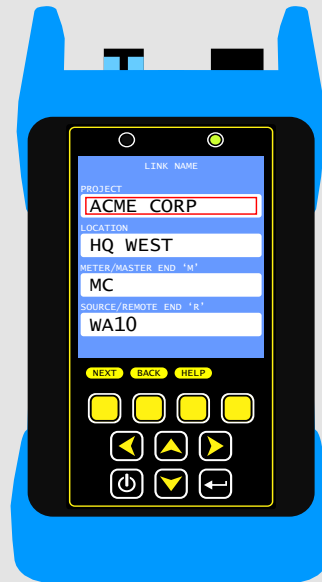 LINK NAME
PROJECT
ACME CORP
LOCATION
HQ WEST
METER/MASTER END ‘M’
MC
SOURCE/REMOTE END ‘R’
WA10
NEXT BACK HELP